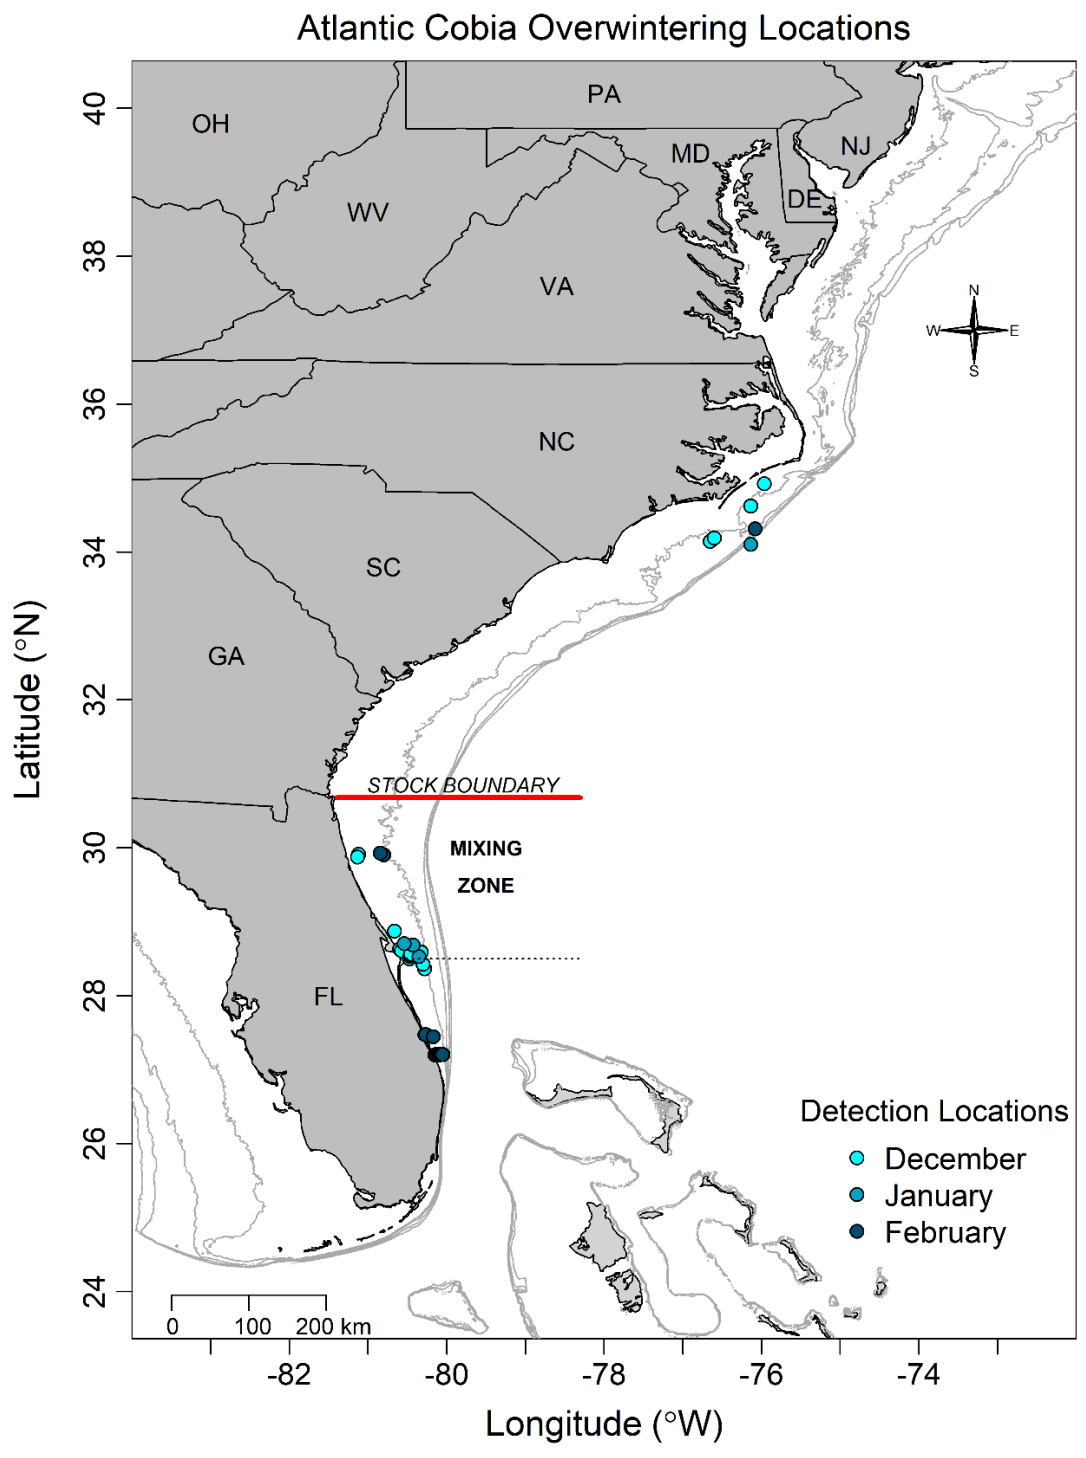 Atlantic Cobia Overwintering Locations
40
38
36
34
32
30
28
26
24
Latitude (°N)
OH
PA
NJ
MD
DE
WV
VA
N
W
E
S
NC
SC
GA
STOCK BOUNDARY
MIXING
ZONE
FL
Detection Locations
December
January
February
0 100 200 km
-82 -80 -78 -76 -74
Longitude (°W)